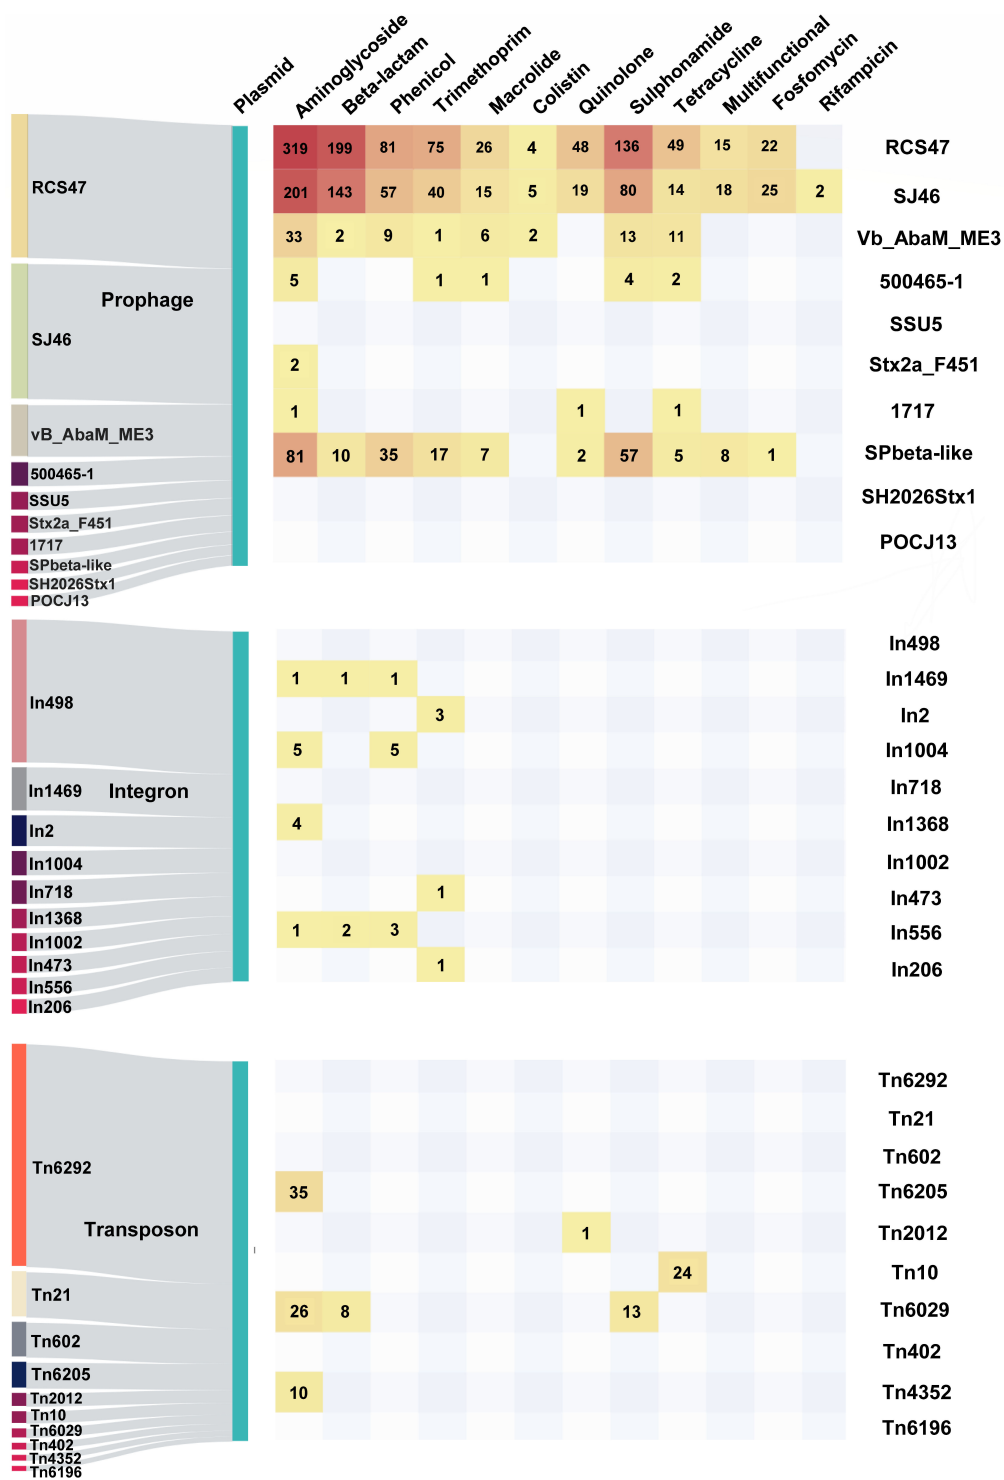 Plasmid
Aminoglycoside
Beta-lactam
Phenicol
Trimethoprim
Macrolide
Colistin
Quinolone
Sulphonamide
Tetracycline
Multifunctional
Fosfomycin
Rifampicin
RCS47
SJ46
vB_AbaM_ME3
500465-1
SSU5
Stx2a_F451
1717
SPbeta-like
SH2026Stx1
POCJ13
Prophage
319 199 81 75 26 4 48 136 49 15 22 RCS47
201 143 57 40 15 5 19 80 14 18 25 2 SJ46
33 2 9 1 6 2 13 11 Vb_AbaM_ME3
5 1 1 4 2 500465-1
SSU5
2 Stx2a_F451
1 1 1 1717
81 10 35 17 7 2 57 5 8 1 SPbeta-like
SH2026Stx1
POCJ13
In498
In1469
In2
In1004
In718
In1368
In1002
In473
In556
In206
Integron
In498
1 1 1 In1469
3 In2
5 5 In1004
In718
4 In1368
In1002
1 In473
1 2 3 In556
1 In206
Tn6292
Tn21
Tn602
Tn6205
Tn2012
Tn10
Tn6029
Tn402
Tn4352
Tn6196
Transposon
Tn6292
Tn21
Tn602
35 Tn6205
1 Tn2012
24 Tn10
26 8 13 Tn6029
Tn402
10 Tn4352
Tn6196